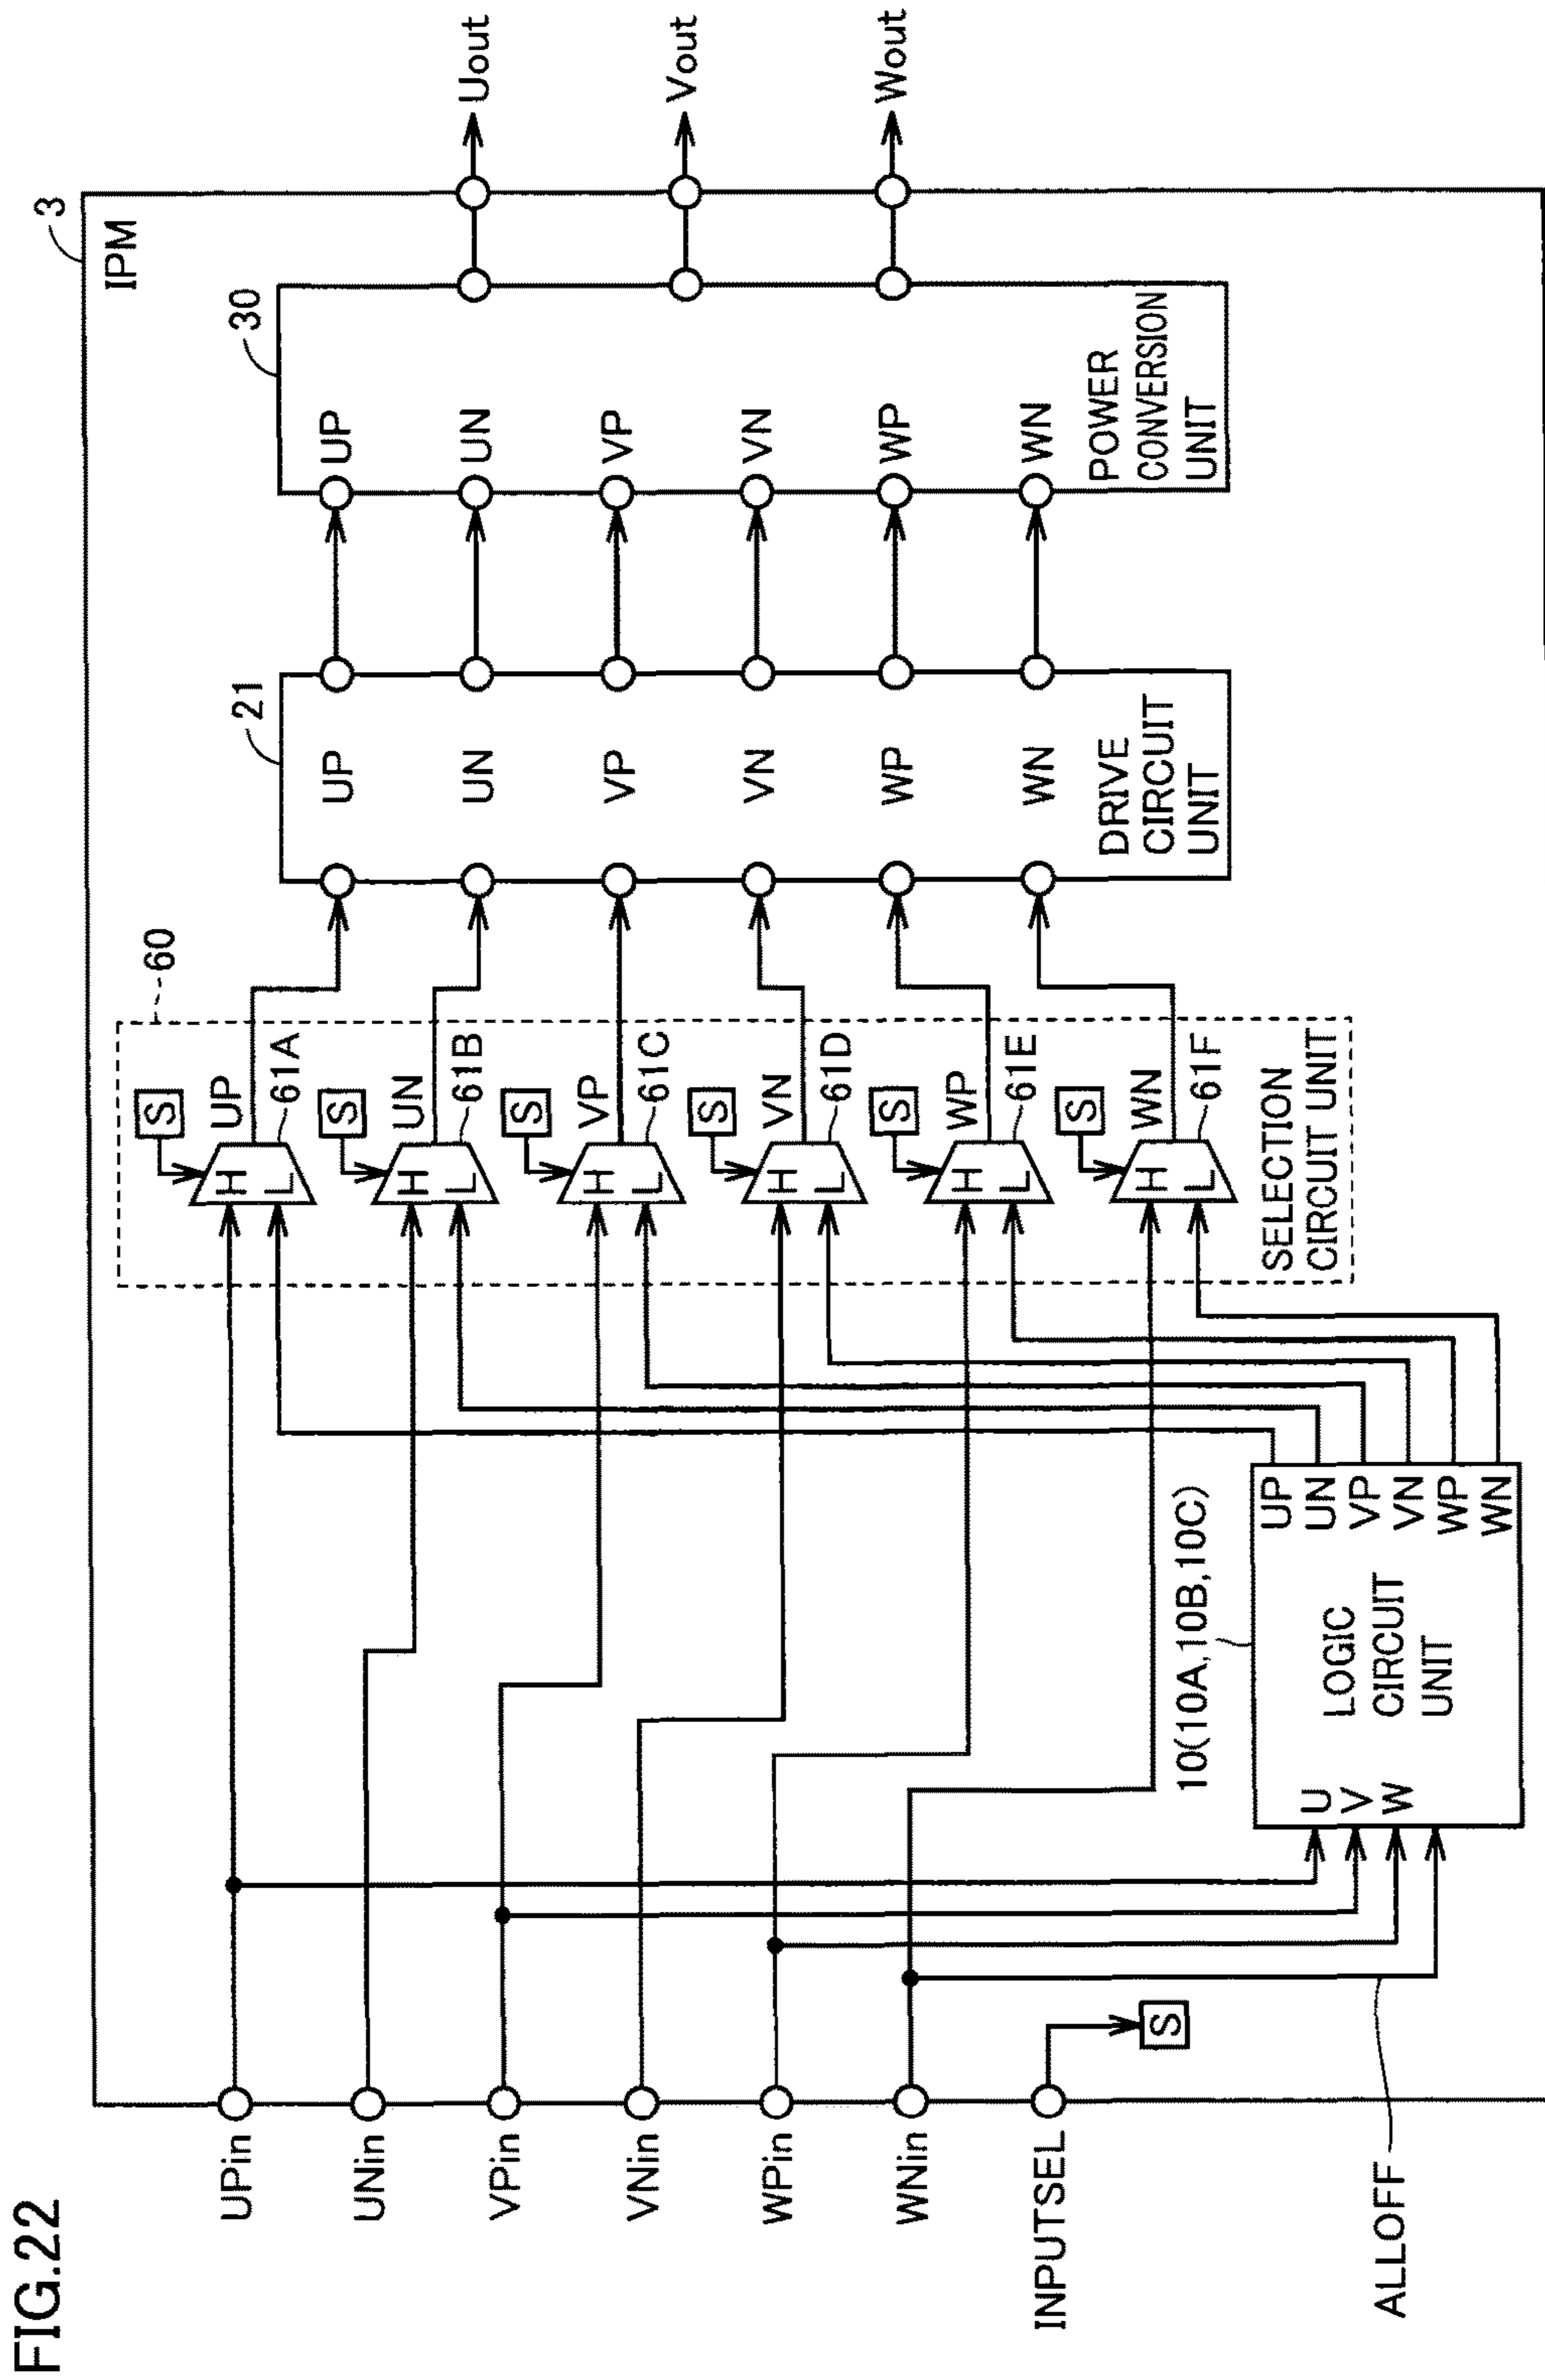 FIG.22
3
IPM
UPin
UNin
VPin
VNin
WPin
WNin
INPUTSEL
ALLOFF
S
10(10A,10B,10C)
U
V
W
LOGIC
CIRCUIT
UNIT
UP
UN
VP
VN
WP
WN
60
S
H
L
UP
61A
S
H
L
UN
61B
S
H
L
VP
61C
S
H
L
VN
61D
S
H
L
WP
61E
S
H
L
WN
61F
SELECTION
CIRCUIT UNIT
21
UP
UN
VP
VN
WP
WN
DRIVE
CIRCUIT
UNIT
30
UP
UN
VP
VN
WP
WN
POWER
CONVERSION
UNIT
Uout
Vout
Wout